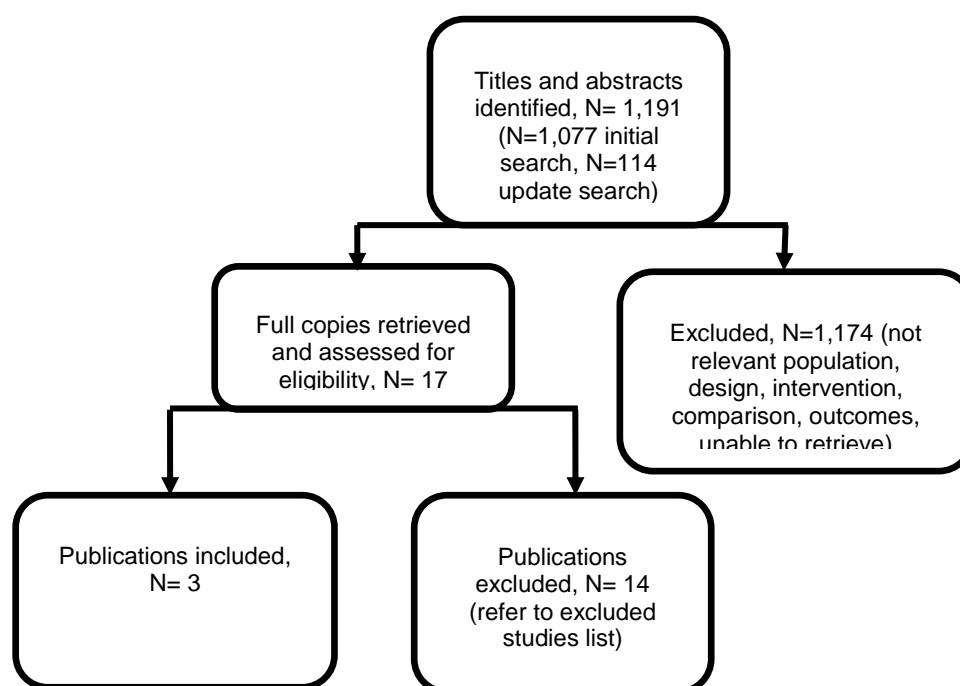 Titles and abstracts
identified, N= 1,191
(N=1,077 initial
search, N=114
update search)
Full copies retrieved
and assessed for
eligibility, N= 17
Excluded, N=1,174 (not
relevant population,
design, intervention,
comparison, outcomes,
unable to retrieve)
Publications included,
N= 3
Publications
excluded, N= 14
(refer to excluded
studies list)